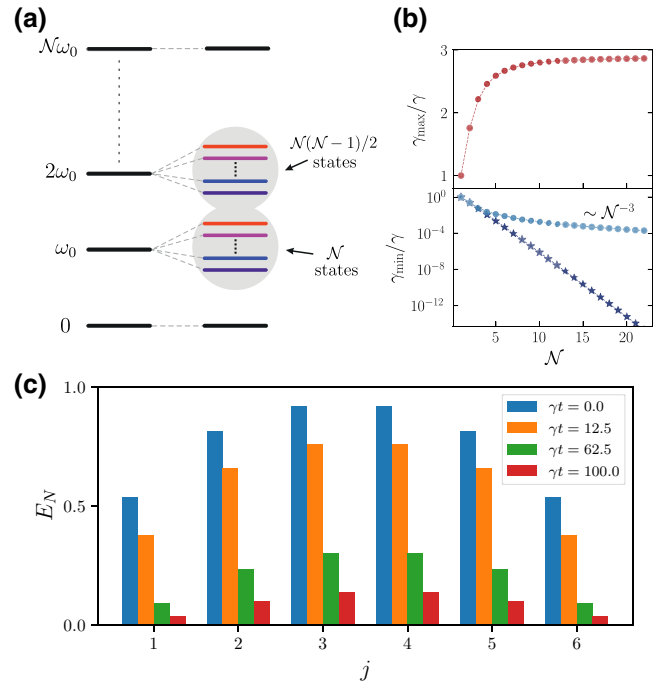 (a)
𝒩ω₀
2ω₀
ω₀
0
𝒩(𝒩−1)/2
states
𝒩
states
(b)
γmax/γ
3
2
1
γmin/γ
10⁰
10⁻⁴
10⁻⁸
10⁻¹²
∼ 𝒩⁻³
5 10 15 20
𝒩
(c)
E_N
1.0
0.5
0.0
γt = 0.0
γt = 12.5
γt = 62.5
γt = 100.0
1 2 3 4 5 6
j